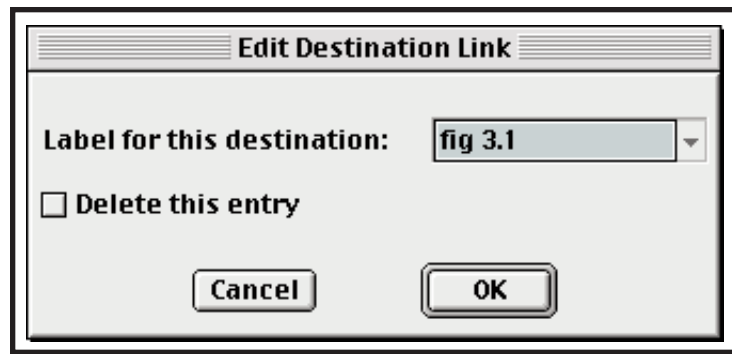 Edit Destination Link
Label for this destination: fig 3.1
Delete this entry
Cancel OK